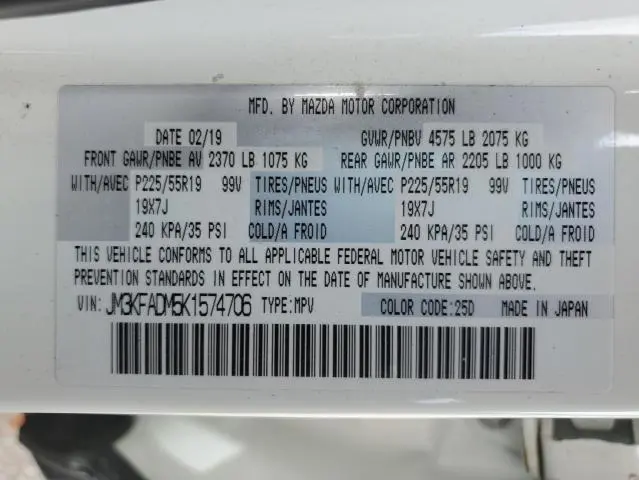 MFD. BY MAZDA MOTOR CORPORATION
DATE 02/19 GVWR/PNBV 4575 LB 2075 KG
FRONT GAWR/PNBE AV 2370 LB 1075 KG REAR GAWR/PNBE AR 2205 LB 1000 KG
WITH/AVEC P225/55R19 99V TIRES/PNEUS WITH/AVEC P225/55R19 99V TIRES/PNEUS
19X7J RIMS/JANTES 19X7J RIMS/JANTES
240 KPA/35 PSI COLD/A FROID 240 KPA/35 PSI COLD/A FROID
THIS VEHICLE CONFORMS TO ALL APPLICABLE FEDERAL MOTOR VEHICLE SAFETY AND THEFT
PREVENTION STANDARDS IN EFFECT ON THE DATE OF MANUFACTURE SHOWN ABOVE.
VIN: JM3KFADM5K1574706 TYPE:MPV COLOR CODE:25D MADE IN JAPAN